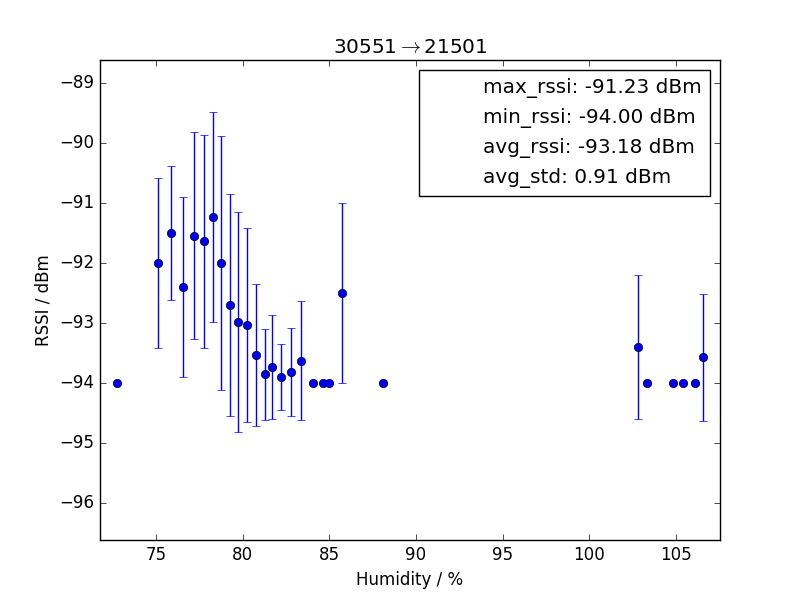 30551→21501
max_rssi: -91.23 dBm
min_rssi: -94.00 dBm
avg_rssi: -93.18 dBm
avg_std: 0.91 dBm
RSSI / dBm
−89
−90
−91
−92
−93
−94
−95
−96
75 80 85 90 95 100 105
Humidity / %